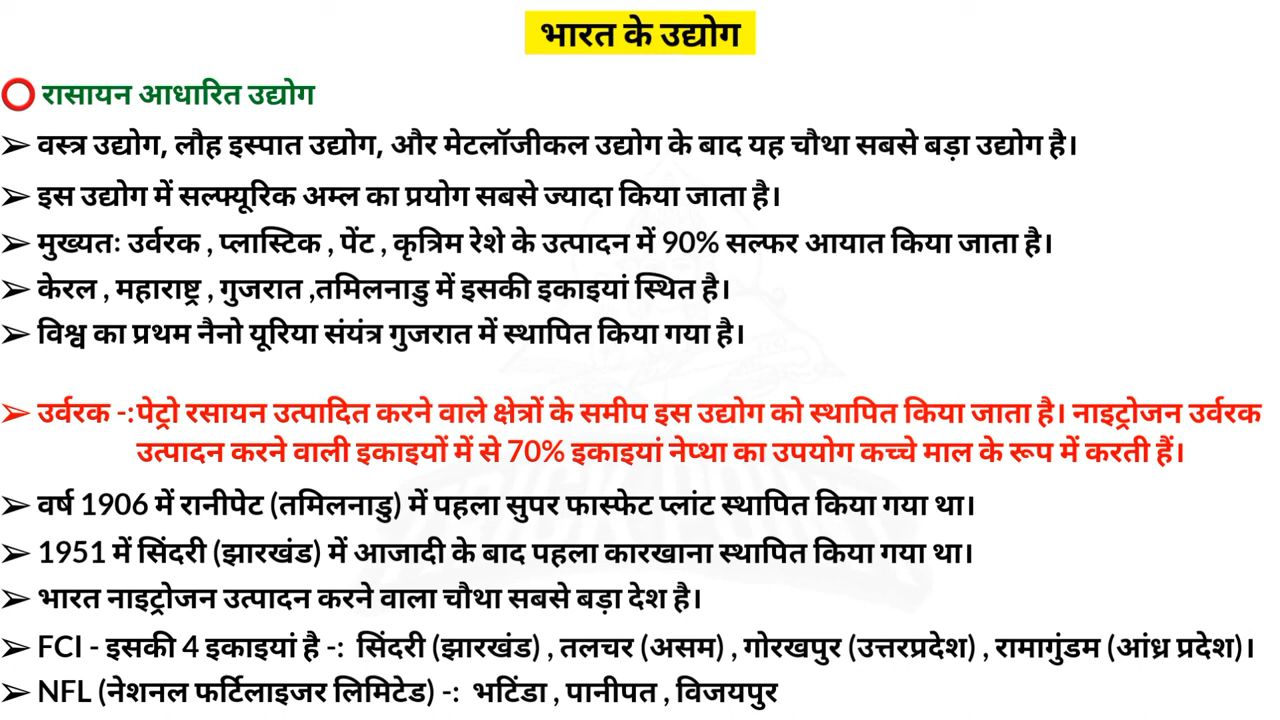 भारत के उद्योग
रासायन आधारित उद्योग
➢ वस्त्र उद्योग, लौह इस्पात उद्योग, और मेटलॉजीकल उद्योग के बाद यह चौथा सबसे बड़ा उद्योग है।
➢ इस उद्योग में सल्फ्यूरिक अम्ल का प्रयोग सबसे ज्यादा किया जाता है।
➢ मुख्यतः उर्वरक , प्लास्टिक , पेंट , कृत्रिम रेशे के उत्पादन में 90% सल्फर आयात किया जाता है।
➢ केरल , महाराष्ट्र , गुजरात ,तमिलनाडु में इसकी इकाइयां स्थित है।
➢ विश्व का प्रथम नैनो यूरिया संयंत्र गुजरात में स्थापित किया गया है।
➢ उर्वरक -:पेट्रो रसायन उत्पादित करने वाले क्षेत्रों के समीप इस उद्योग को स्थापित किया जाता है। नाइट्रोजन उर्वरक
उत्पादन करने वाली इकाइयों में से 70% इकाइयां नेप्था का उपयोग कच्चे माल के रूप में करती हैं।
➢ वर्ष 1906 में रानीपेट (तमिलनाडु) में पहला सुपर फास्फेट प्लांट स्थापित किया गया था।
➢ 1951 में सिंदरी (झारखंड) में आजादी के बाद पहला कारखाना स्थापित किया गया था।
➢ भारत नाइट्रोजन उत्पादन करने वाला चौथा सबसे बड़ा देश है।
➢ FCI - इसकी 4 इकाइयां है -: सिंदरी (झारखंड) , तलचर (असम) , गोरखपुर (उत्तरप्रदेश) , रामागुंडम (आंध्र प्रदेश)।
➢ NFL (नेशनल फर्टिलाइजर लिमिटेड) -: भटिंडा , पानीपत , विजयपुर